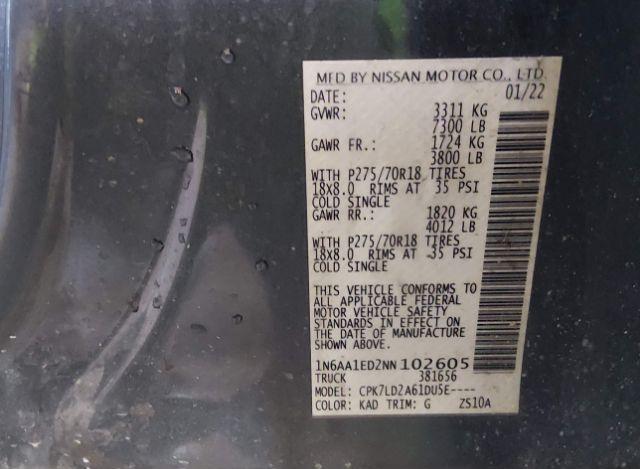 MFD BY NISSAN MOTOR CO., LTD.
DATE: 01/22
GVWR: 3311 KG
7300 LB
GAWR FR.: 1724 KG
3800 LB
WITH P275/70R18 TIRES
18X8.0 RIMS AT 35 PSI
COLD SINGLE
GAWR RR.: 1820 KG
4012 LB
WITH P275/70R18 TIRES
18X8.0 RIMS AT 35 PSI
COLD SINGLE
THIS VEHICLE CONFORMS TO
ALL APPLICABLE FEDERAL
MOTOR VEHICLE SAFETY
STANDARDS IN EFFECT ON
THE DATE OF MANUFACTURE
SHOWN ABOVE.
1N6AA1ED2NN102605
TRUCK 381656
MODEL: CPK7LD2A61DU5E----
COLOR: KAD TRIM: G ZS10A